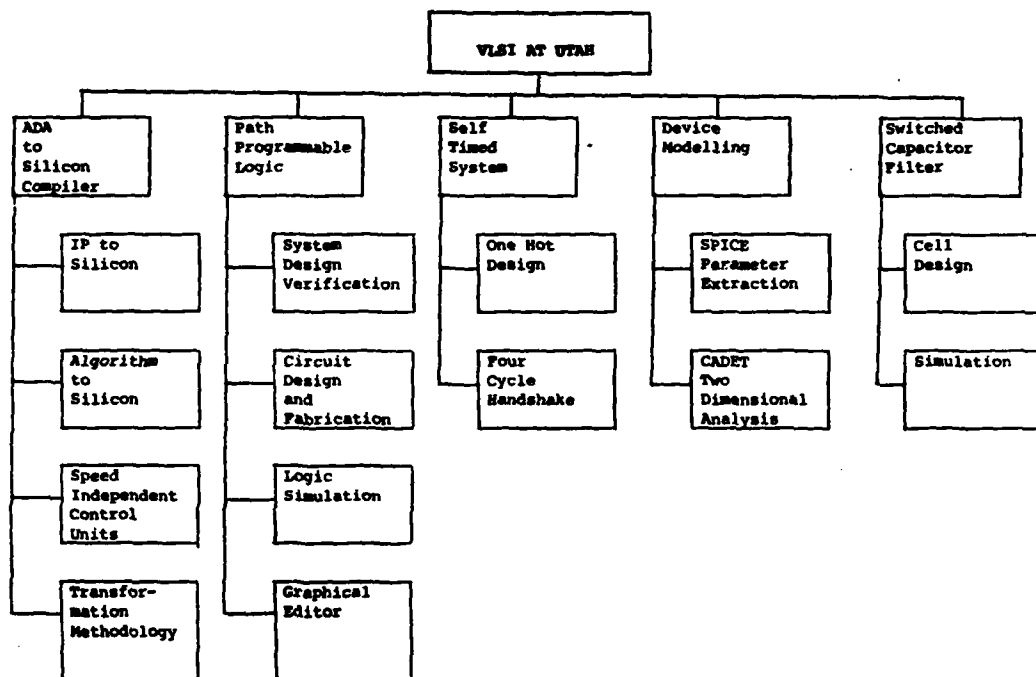 VLSI AT UTAH
ADA
to
Silicon
Compiler
Path
Programmable
Logic
Self
Timed
System
Device
Modelling
Switched
Capacitor
Filter
IP to
Silicon
System
Design
Verification
One Hot
Design
SPICE
Parameter
Extraction
Cell
Design
Algorithm
to
Silicon
Circuit
Design
and
Fabrication
Four
Cycle
Handshake
CADET
Two
Dimensional
Analysis
Simulation
Speed
Independent
Control
Units
Logic
Simulation
Transfor-
mation
Methodology
Graphical
Editor